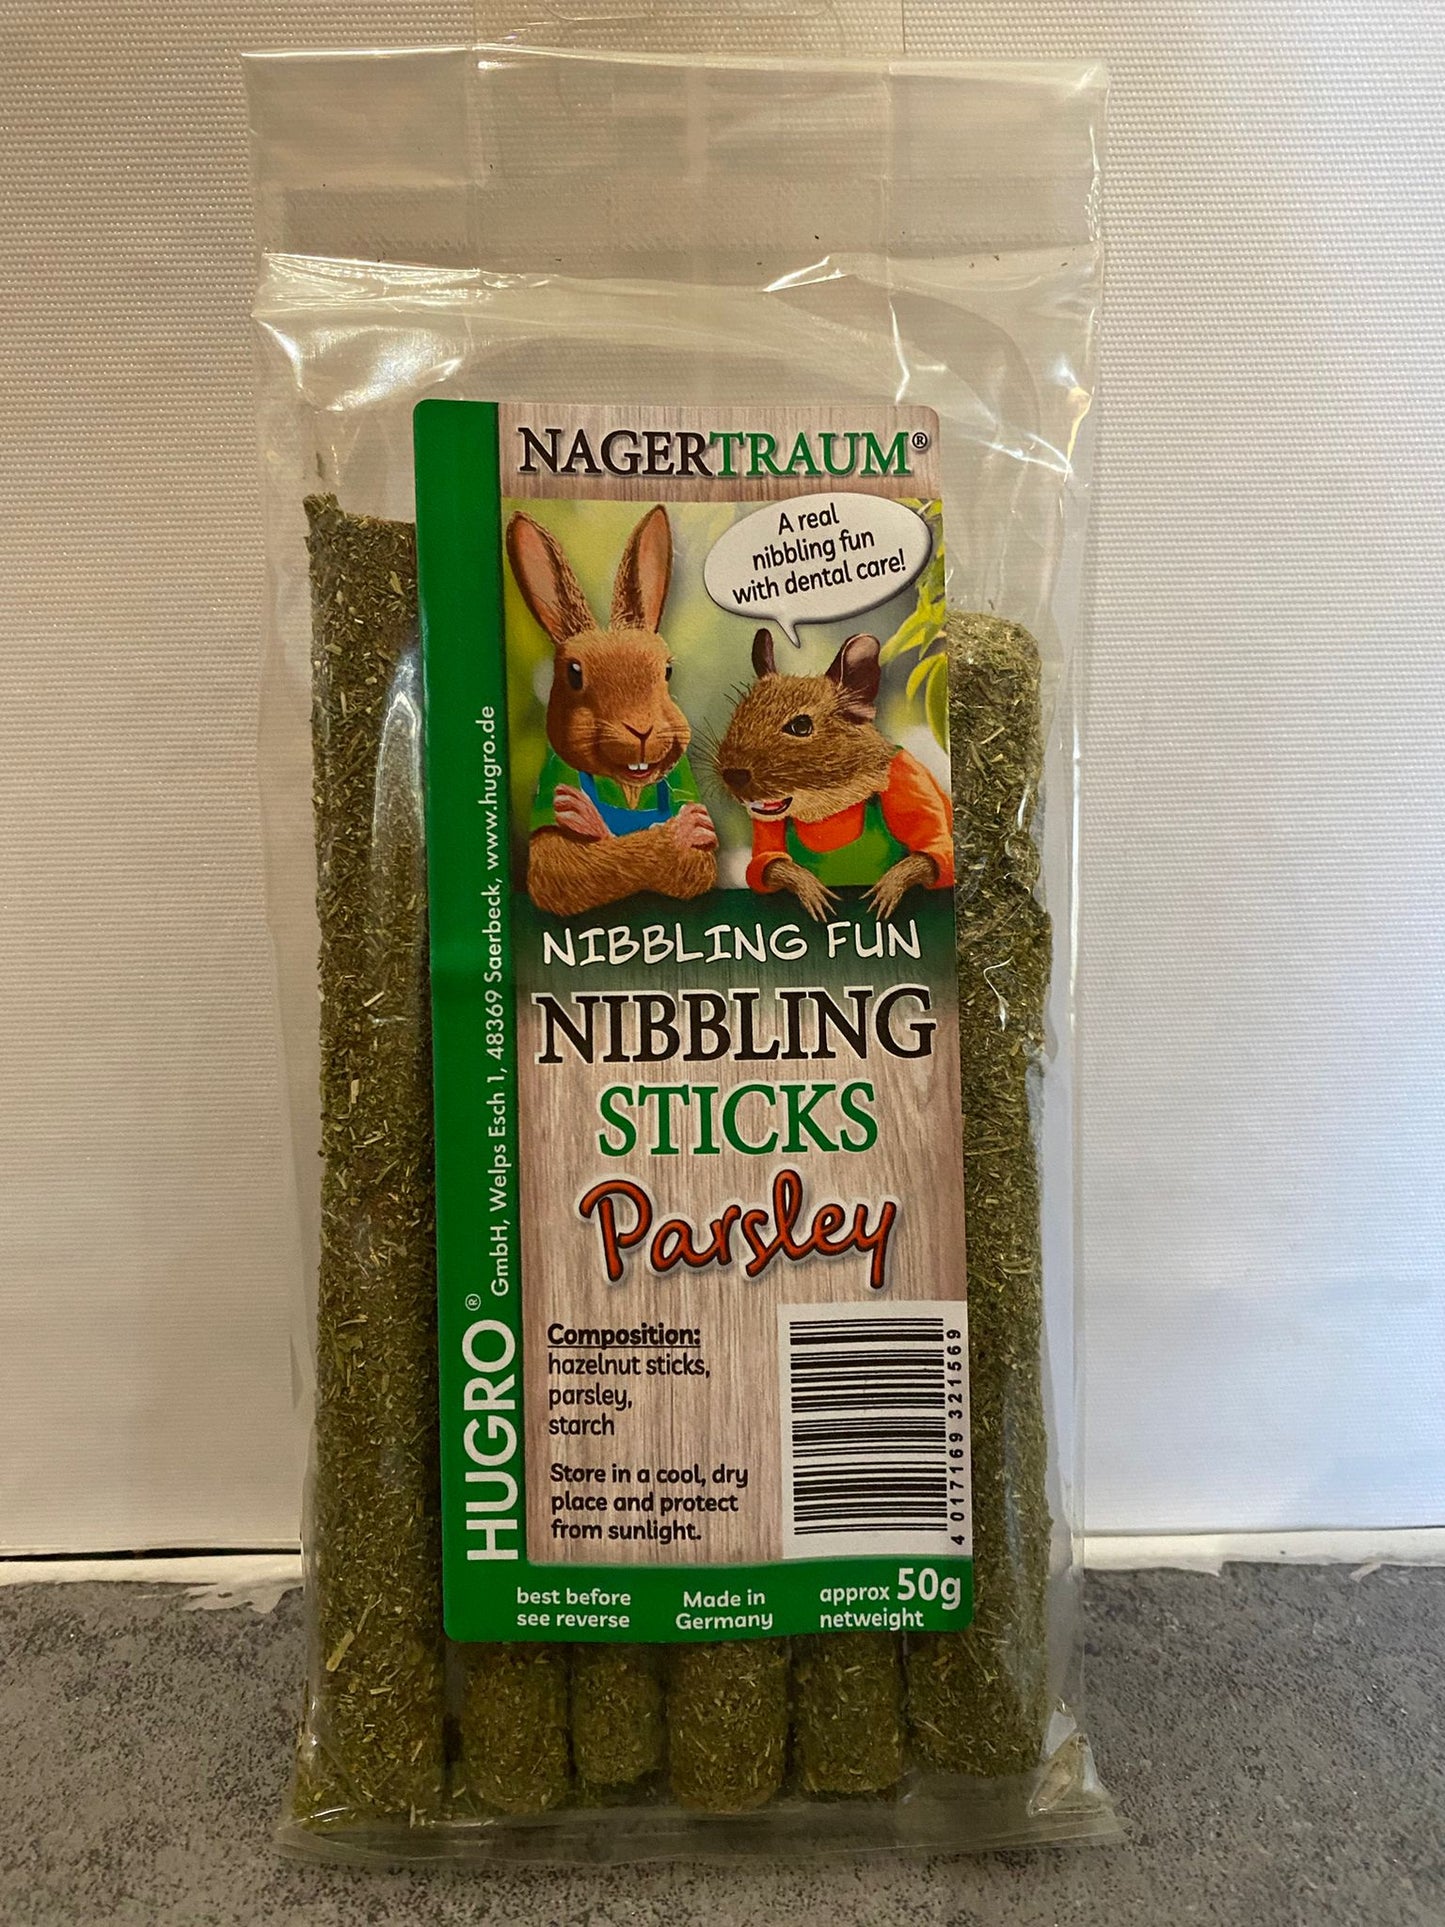 NAGERTRAUM®
A real
nibbling fun
with dental care!
NIBBLING FUN
NIBBLING
STICKS
Parsley
Composition:
hazelnut sticks,
parsley,
starch
Store in a cool, dry
place and protect
from sunlight.
4 017169 321569
HUGRO® GmbH, Welps Esch 1, 48369 Saerbeck, www.hugro.de
best before
see reverse
Made in
Germany
approx 50g
netweight